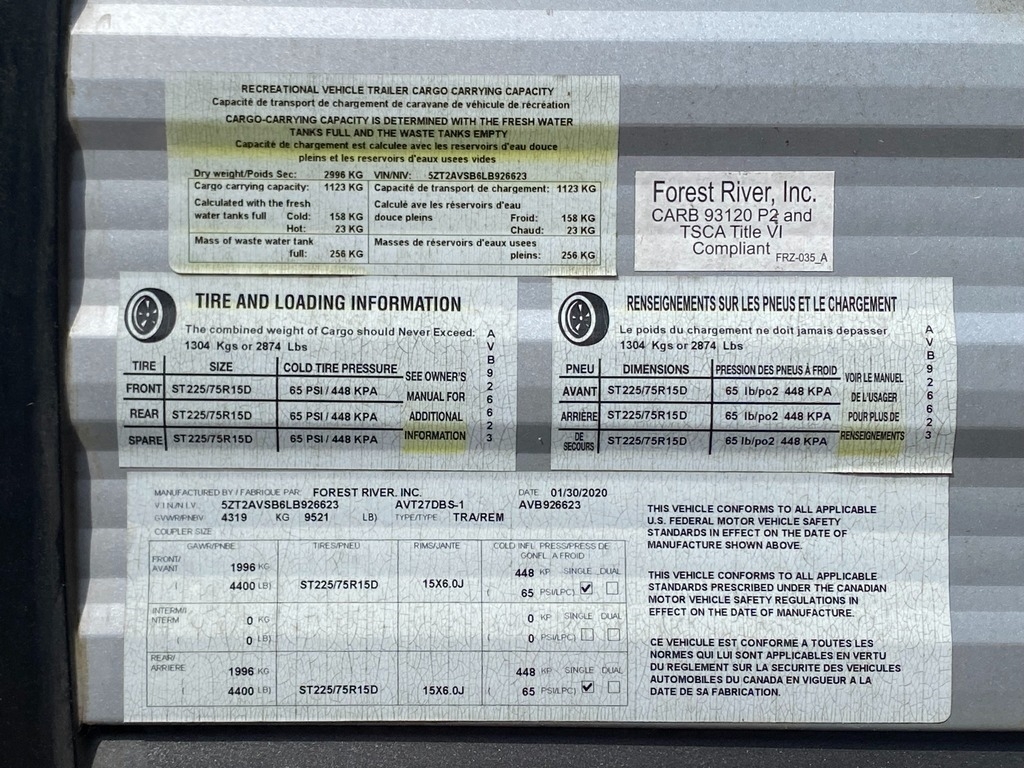 RECREATIONAL VEHICLE TRAILER CARGO CARRYING CAPACITY
Capacité de transport de chargement de caravane de véhicule de récréation
CARGO-CARRYING CAPACITY IS DETERMINED WITH THE FRESH WATER
TANKS FULL AND THE WASTE TANKS EMPTY
Capacité de chargement est calculee avec les reservoirs d'eau douce
pleins et les reservoirs d'eaux usees vides
Dry weight/Poids Sec: 2996 KG VIN/NIV: 5ZT2AVSB6LB926623
Cargo carrying capacity: 1123 KG Capacité de transport de chargement: 1123 KG
Calculated with the fresh Calculé ave les réservoirs d'eau
water tanks full Cold: 158 KG douce pleins Froid: 158 KG
Hot: 23 KG Chaud: 23 KG
Mass of waste water tank Masses de réservoirs d'eaux usees
full: 256 KG pleins: 256 KG
Forest River, Inc.
CARB 93120 P2 and
TSCA Title VI
Compliant FRZ-035_A
TIRE AND LOADING INFORMATION
The combined weight of Cargo should Never Exceed:
1304 Kgs or 2874 Lbs
TIRE SIZE COLD TIRE PRESSURE SEE OWNER'S
FRONT ST225/75R15D 65 PSI / 448 KPA MANUAL FOR
REAR ST225/75R15D 65 PSI / 448 KPA ADDITIONAL
SPARE ST225/75R15D 65 PSI / 448 KPA INFORMATION
AVB926623
RENSEIGNEMENTS SUR LES PNEUS ET LE CHARGEMENT
Le poids du chargement ne doit jamais depasser
1304 Kgs or 2874 Lbs
PNEU DIMENSIONS PRESSION DES PNEUS À FROID VOIR LE MANUEL
AVANT ST225/75R15D 65 lb/po2 448 KPA DE L'USAGER
ARRIÈRE ST225/75R15D 65 lb/po2 448 KPA POUR PLUS DE
DE SECOURS ST225/75R15D 65 lb/po2 448 KPA RENSEIGNEMENTS
AVB926623
MANUFACTURED BY / FABRIQUE PAR: FOREST RIVER, INC. DATE 01/30/2020
V.I.N./N.I.V. 5ZT2AVSB6LB926623 AVT27DBS-1 AVB926623
GVWR/PNBV 4319 KG 9521 LB) TYPE/TYPE TRA/REM
COUPLER SIZE
GAWR/PNBE TIRES/PNEU RIMS/JANTE COLD INFL PRESS/PRESS DE
GONFL A FROID
FRONT/
AVANT 1996 KG 448 KP SINGLE DUAL
( 4400 LB) ST225/75R15D 15X6.0J ( 65 PSI/LPC)
INTERM/I
NTERM 0 KG 0 KP SINGLE DUAL
( 0 LB) ( 0 PSI/LPC)
REAR/
ARRIERE 1996 KG 448 KP SINGLE DUAL
( 4400 LB) ST225/75R15D 15X6.0J ( 65 PSI/LPC)
THIS VEHICLE CONFORMS TO ALL APPLICABLE
U.S. FEDERAL MOTOR VEHICLE SAFETY
STANDARDS IN EFFECT ON THE DATE OF
MANUFACTURE SHOWN ABOVE.
THIS VEHICLE CONFORMS TO ALL APPLICABLE
STANDARDS PRESCRIBED UNDER THE CANADIAN
MOTOR VEHICLE SAFETY REGULATIONS IN
EFFECT ON THE DATE OF MANUFACTURE.
CE VEHICULE EST CONFORME A TOUTES LES
NORMES QUI LUI SONT APPLICABLES EN VERTU
DU REGLEMENT SUR LA SECURITE DES VEHICULES
AUTOMOBILES DU CANADA EN VIGUEUR A LA
DATE DE SA FABRICATION.